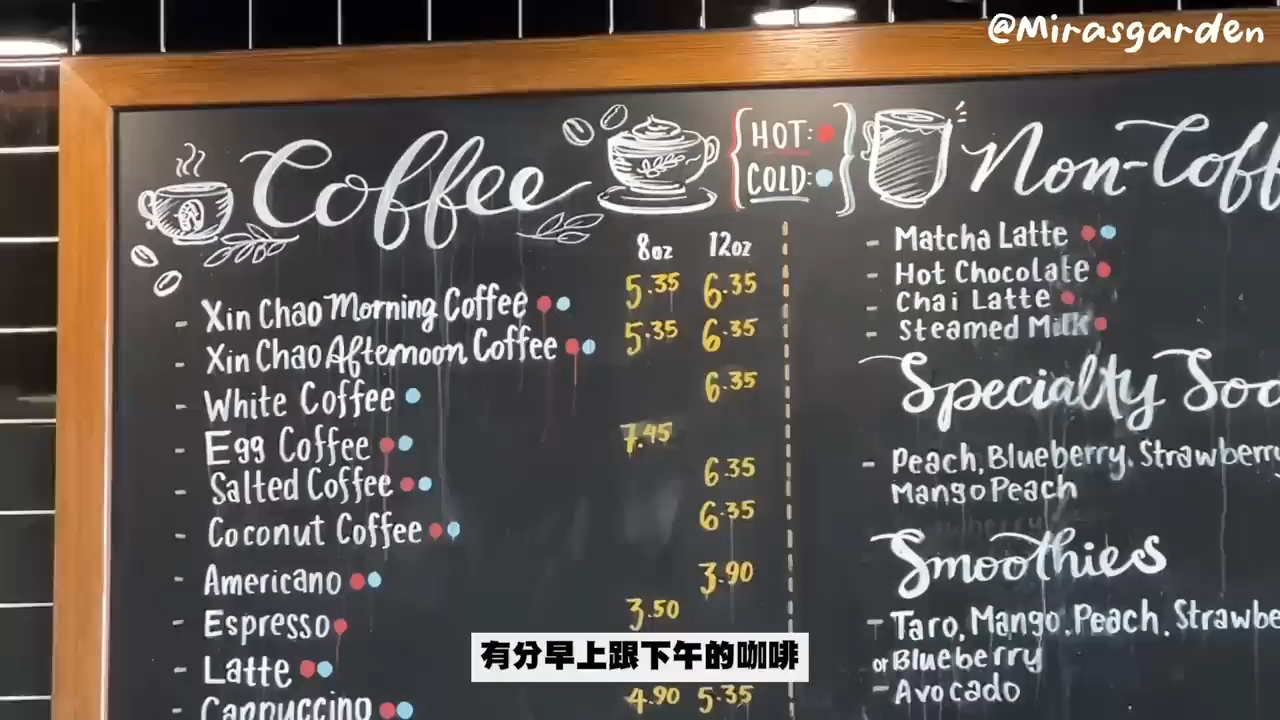 @Mirasgarden
Coffee
HOT:
COLD:
8oz 12oz
- Xin Chao Morning Coffee 5.35 6.35
- Xin Chao Afternoon Coffee 5.35 6.35
- White Coffee 6.35
- Egg Coffee 7.45
- Salted Coffee 6.35
- Coconut Coffee 6.35
- Americano 3.90
- Espresso 3.50
- Latte
- Cappuccino 4.90 5.35
Non-Coff
- Matcha Latte
- Hot Chocolate
- Chai Latte
- Steamed Milk
Specialty Sod
- Peach, Blueberry, Strawberry
Mango Peach
Smoothies
- Taro, Mango, Peach, Strawbe
or Blueberry
- Avocado
有分早上跟下午的咖啡